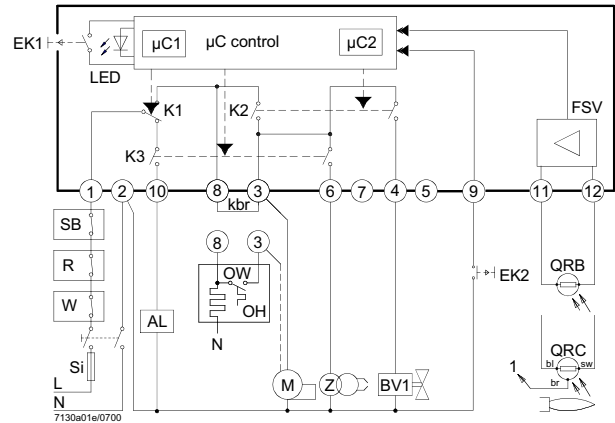 EK1
LED
µC1
µC control
µC2
FSV
K1
K2
K3
1
2
10
8
3
6
7
4
5
9
11
12
kbr
SB
R
W
Si
L
N
AL
8
3
OW
OH
N
M
Z
BV1
EK2
QRB
QRC
bl
sw
br
1
7130a01e/0700